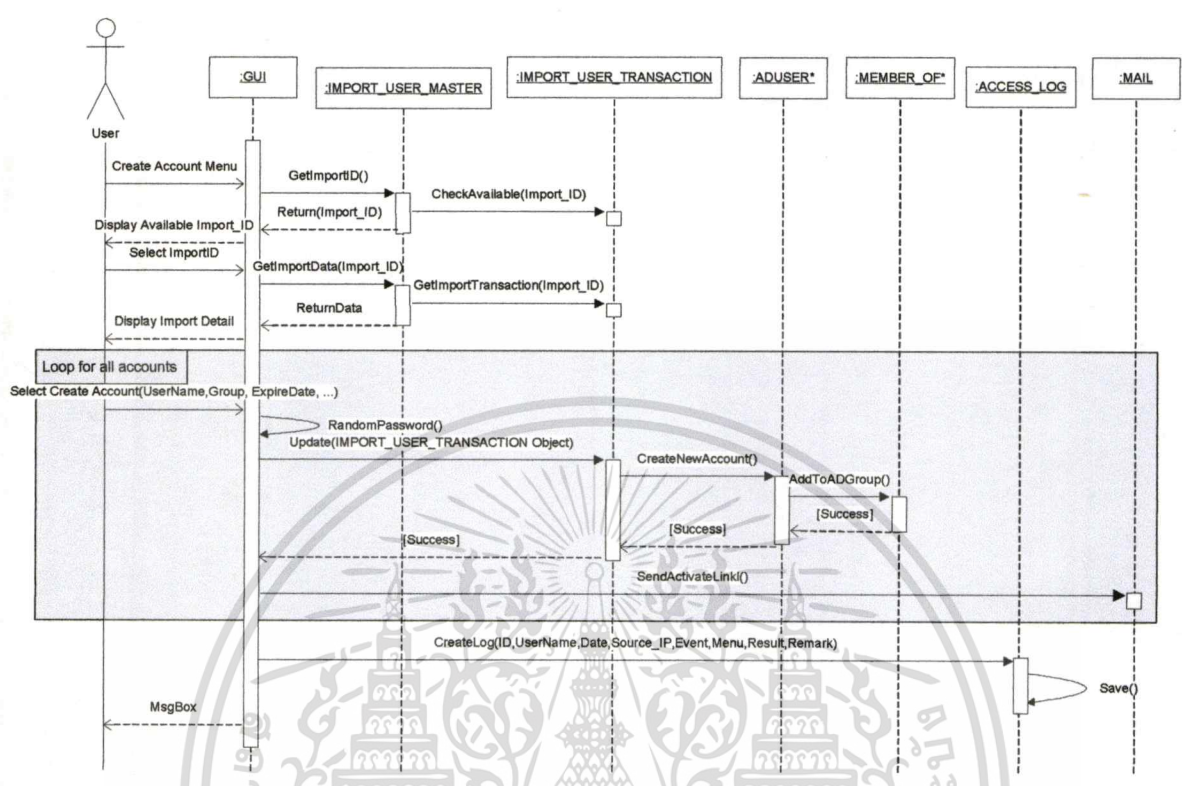 :GUI
:IMPORT_USER_MASTER
:IMPORT_USER_TRANSACTION
:ADUSER*
:MEMBER_OF*
:ACCESS_LOG
:MAIL
User
Create Account Menu
GetImportID()
CheckAvailable(Import_ID)
Return(Import_ID)
Display Available Import_ID
Select ImportID
GetImportData(Import_ID)
GetImportTransaction(Import_ID)
ReturnData
Display Import Detail
Loop for all accounts
Select Create Account(UserName,Group, ExpireDate, ...)
RandomPassword()
Update(IMPORT_USER_TRANSACTION Object)
CreateNewAccount()
AddToADGroup()
[Success]
[Success]
[Success]
SendActivateLinkl()
CreateLog(ID,UserName,Date,Source_IP,Event,Menu,Result,Remark)
Save()
MsgBox